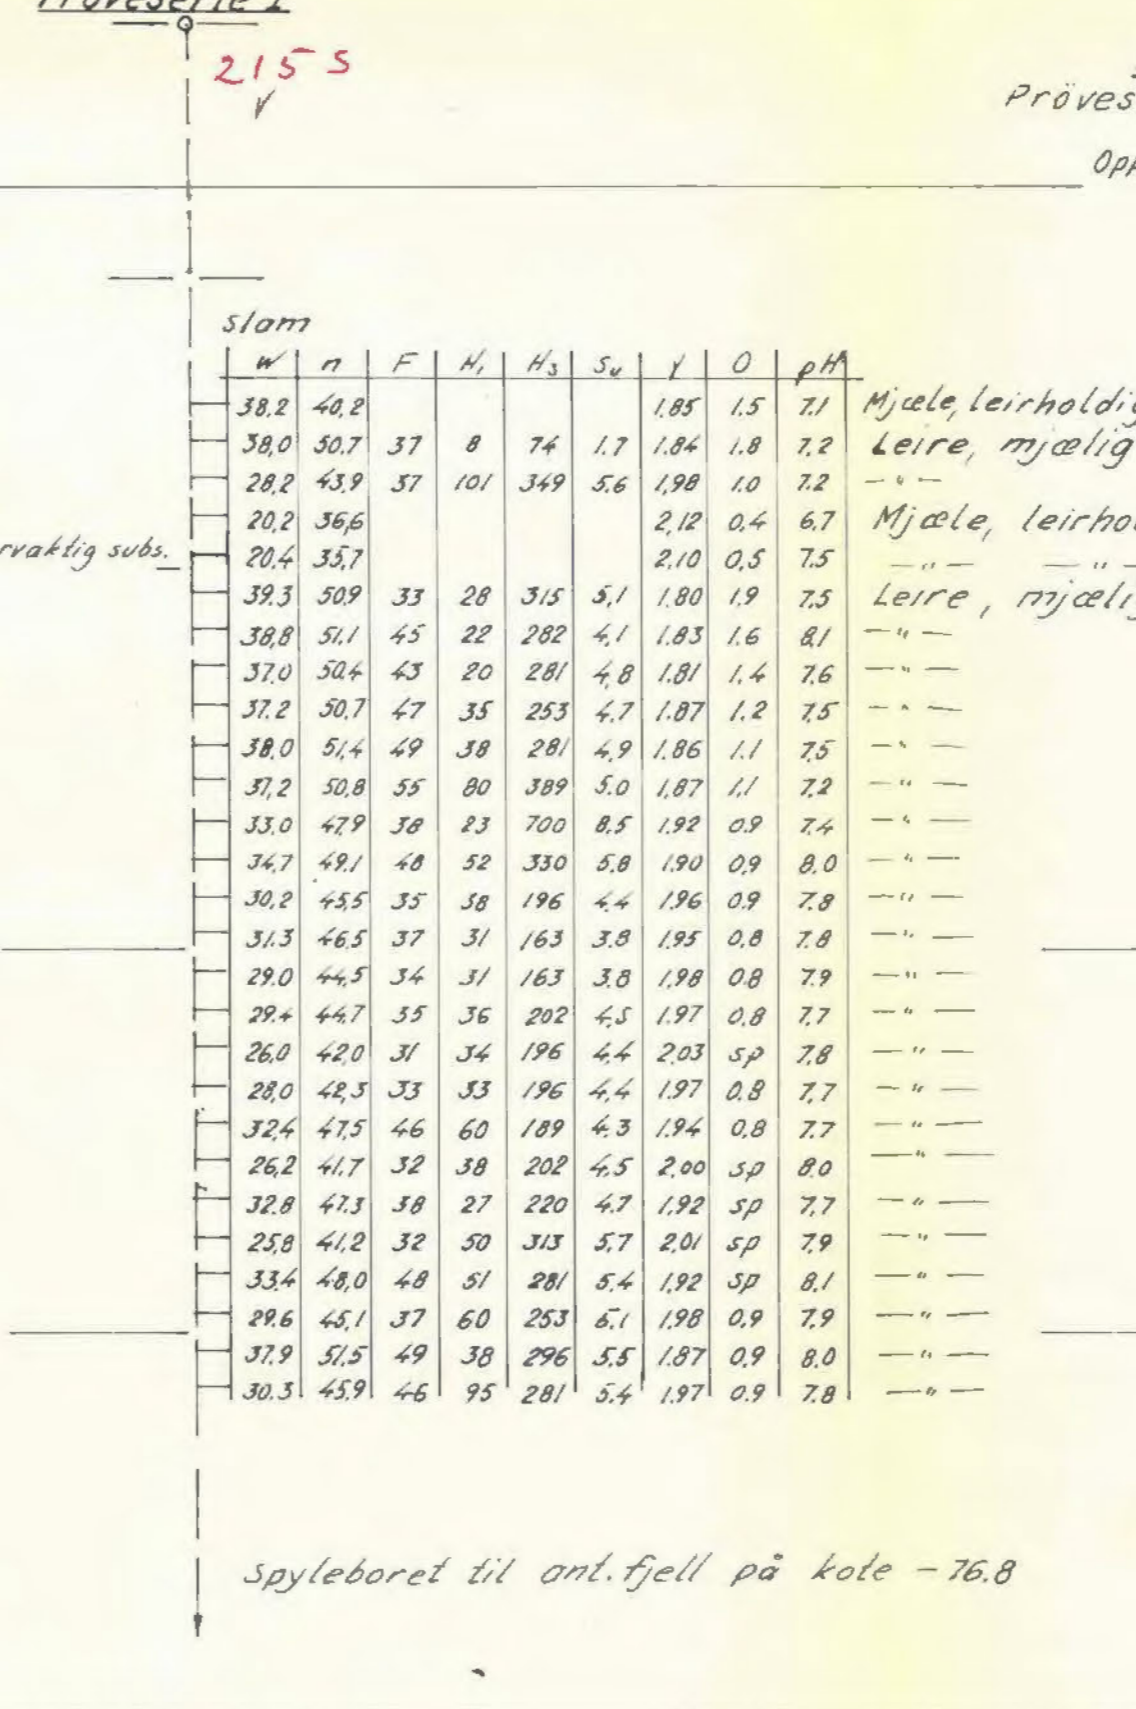 Pröveserie I
215 S
Pröves
Opp
slam
W n F H₁ H₃ Su γ O pH
38.2 40,2 1.85 1.5 7.1 Mjæle, leirholdig
38,0 50.7 37 8 74 1.7 1.84 1.8 7.2 Leire, mjælig
28,2 43,9 37 101 349 5.6 1,98 1.0 7.2 — " —
20,2 36,6 2,12 0,4 6.7 Mjæle, leirhol
rvaktig subs. 20.4 35,7 2.10 0,5 7.5 — " — — " —
39.3 50.9 33 28 315 5,1 1.80 1.9 7.5 Leire, mjælig
38,8 51,1 45 22 282 4,1 1.83 1.6 8,1 — " —
37.0 50.4 43 20 281 4,8 1.81 1.4 7.6 — " —
37.2 50,7 47 35 253 4.7 1.87 1.2 7.5 — " —
38.0 51,4 49 38 281 4,9 1.86 1.1 7.5 — " —
37,2 50,8 55 80 389 5.0 1,87 1,1 7.2 — " —
33,0 47.9 38 23 700 8,5 1.92 0.9 7.4 — " —
34,7 49.1 48 52 330 5,8 1.90 0,9 8.0 — " —
30,2 45,5 35 38 196 4.4 1.96 0.9 7.8 — " —
31.3 46,5 37 31 163 3.8 1.95 0,8 7.8 — " —
29.0 44,5 34 31 163 3.8 1,98 0.8 7.9 — " —
29.4 44.7 35 36 202 4,5 1.97 0.8 7,7 — " —
26,0 42,0 31 34 196 4,4 2,03 sp 7.8 — " —
28,0 42,3 33 33 196 4,4 1.97 0.8 7,7 — " —
32,4 47,5 46 60 189 4.3 1.94 0,8 7.7 — " —
26,2 41.7 32 38 202 4,5 2,00 sp 8.0 — " —
32.8 47.3 38 27 220 4.7 1,92 sp 7,7 — " —
25,8 41,2 32 50 313 5,7 2,01 sp 7.9 — " —
33.4 48,0 48 51 281 5.4 1,92 sp 8,1 — " —
29.6 45,1 37 60 253 5.1 1,98 0,9 7.9 — " —
37.9 51,5 49 38 296 5.5 1.87 0.9 8.0 — " —
30.3 45.9 46 95 281 5.4 1.97 0.9 7.8 — " —
Spyleboret til ant. fjell på kote - 76.8